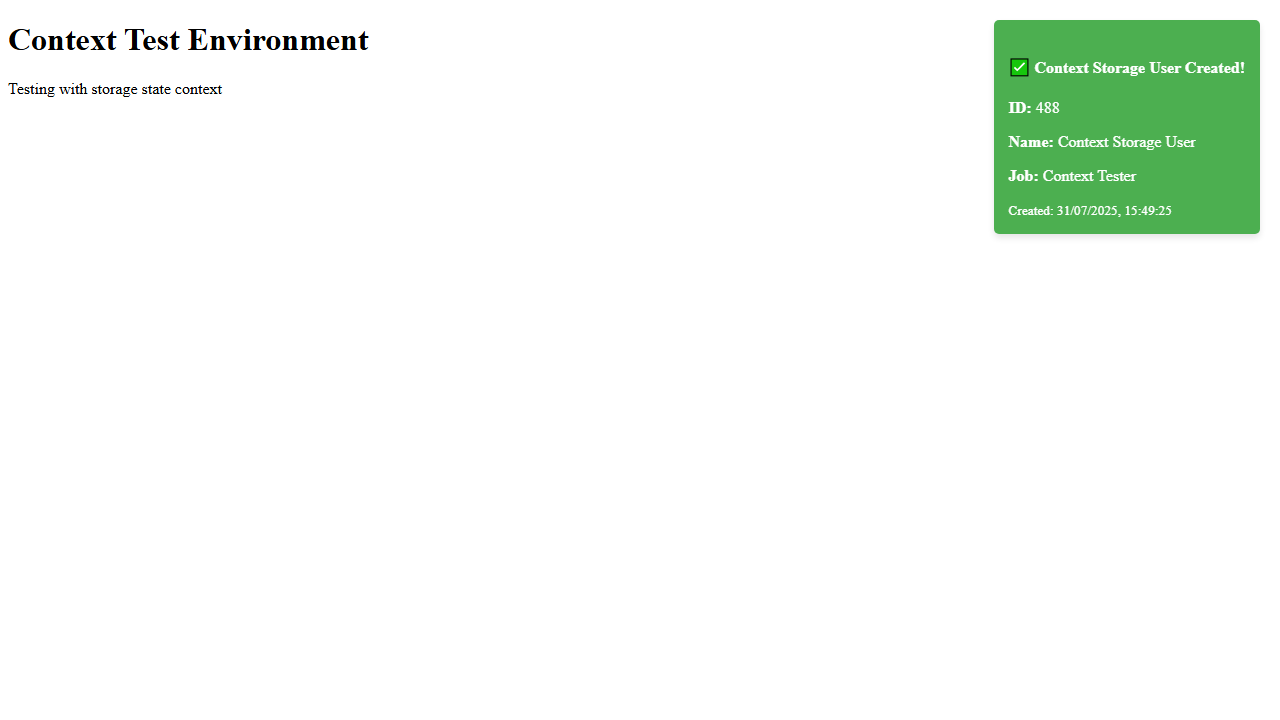 Context Test Environment
Testing with storage state context
✅ Context Storage User Created!
ID: 488
Name: Context Storage User
Job: Context Tester
Created: 31/07/2025, 15:49:25